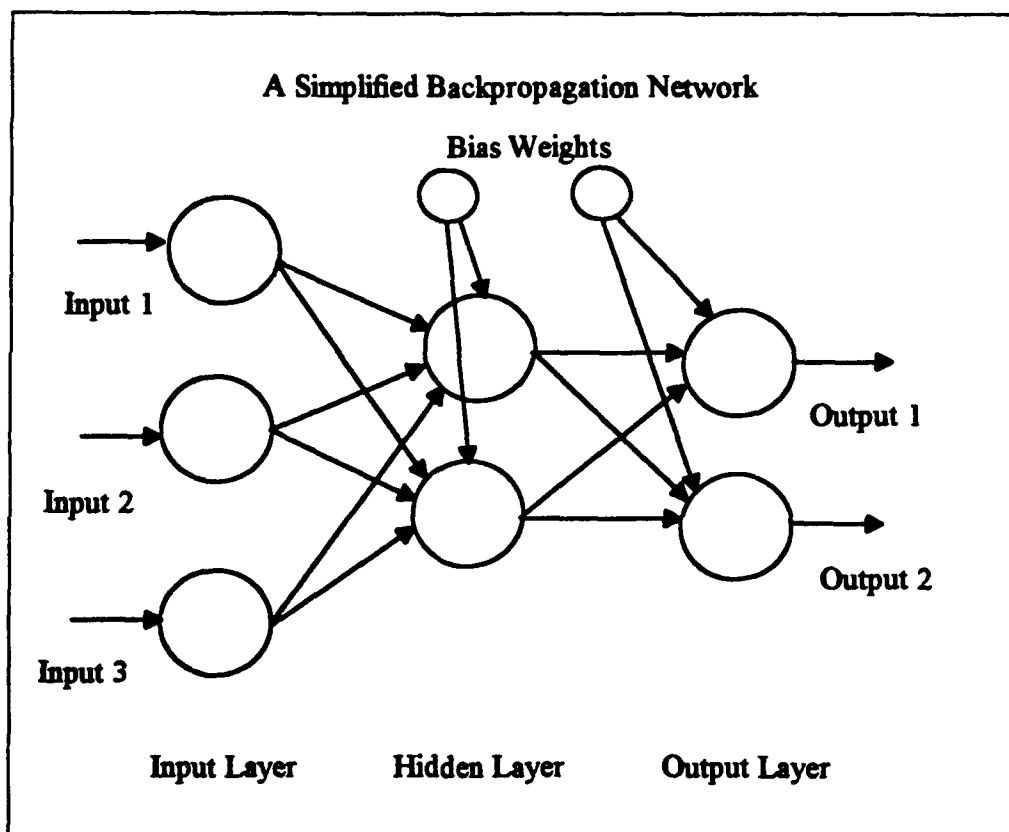 A Simplified Backpropagation Network
Bias Weights
Input 1
Output 1
Input 2
Output 2
Input 3
Input Layer
Hidden Layer
Output Layer